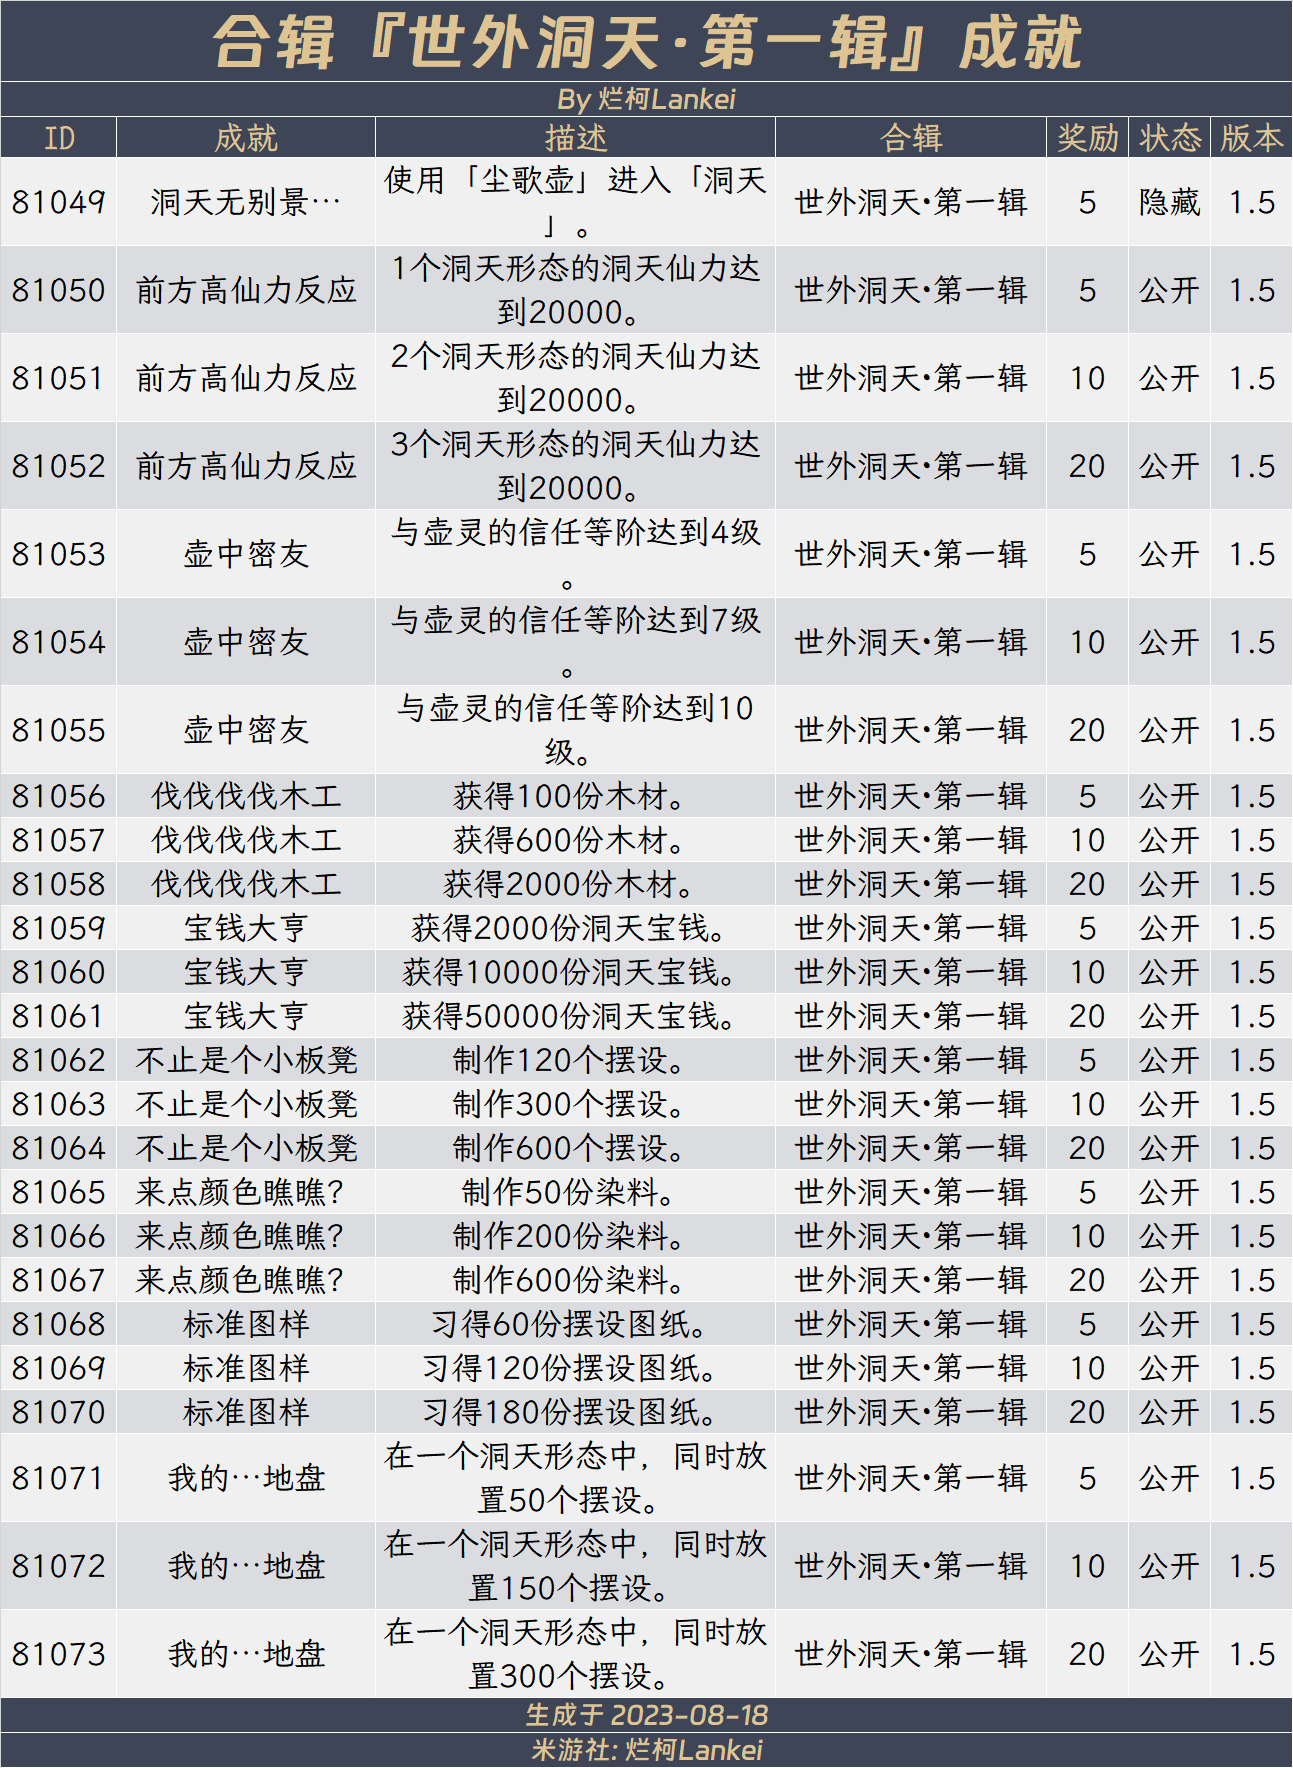 合辑『世外洞天·第一辑』成就
By 烂柯Lankei
ID 成就 描述 合辑 奖励 状态 版本
81049 洞天无别景… 使用「尘歌壶」进入「洞天
」。 世外洞天·第一辑 5 隐藏 1.5
81050 前方高仙力反应 1个洞天形态的洞天仙力达
到20000。 世外洞天·第一辑 5 公开 1.5
81051 前方高仙力反应 2个洞天形态的洞天仙力达
到20000。 世外洞天·第一辑 10 公开 1.5
81052 前方高仙力反应 3个洞天形态的洞天仙力达
到20000。 世外洞天·第一辑 20 公开 1.5
81053 壶中密友 与壶灵的信任等阶达到4级
。 世外洞天·第一辑 5 公开 1.5
81054 壶中密友 与壶灵的信任等阶达到7级
。 世外洞天·第一辑 10 公开 1.5
81055 壶中密友 与壶灵的信任等阶达到10
级。 世外洞天·第一辑 20 公开 1.5
81056 伐伐伐伐木工 获得100份木材。 世外洞天·第一辑 5 公开 1.5
81057 伐伐伐伐木工 获得600份木材。 世外洞天·第一辑 10 公开 1.5
81058 伐伐伐伐木工 获得2000份木材。 世外洞天·第一辑 20 公开 1.5
81059 宝钱大亨 获得2000份洞天宝钱。 世外洞天·第一辑 5 公开 1.5
81060 宝钱大亨 获得10000份洞天宝钱。 世外洞天·第一辑 10 公开 1.5
81061 宝钱大亨 获得50000份洞天宝钱。 世外洞天·第一辑 20 公开 1.5
81062 不止是个小板凳 制作120个摆设。 世外洞天·第一辑 5 公开 1.5
81063 不止是个小板凳 制作300个摆设。 世外洞天·第一辑 10 公开 1.5
81064 不止是个小板凳 制作600个摆设。 世外洞天·第一辑 20 公开 1.5
81065 来点颜色瞧瞧? 制作50份染料。 世外洞天·第一辑 5 公开 1.5
81066 来点颜色瞧瞧? 制作200份染料。 世外洞天·第一辑 10 公开 1.5
81067 来点颜色瞧瞧? 制作600份染料。 世外洞天·第一辑 20 公开 1.5
81068 标准图样 习得60份摆设图纸。 世外洞天·第一辑 5 公开 1.5
81069 标准图样 习得120份摆设图纸。 世外洞天·第一辑 10 公开 1.5
81070 标准图样 习得180份摆设图纸。 世外洞天·第一辑 20 公开 1.5
81071 我的…地盘 在一个洞天形态中，同时放
置50个摆设。 世外洞天·第一辑 5 公开 1.5
81072 我的…地盘 在一个洞天形态中，同时放
置150个摆设。 世外洞天·第一辑 10 公开 1.5
81073 我的…地盘 在一个洞天形态中，同时放
置300个摆设。 世外洞天·第一辑 20 公开 1.5
生成于 2023-08-18
米游社: 烂柯Lankei